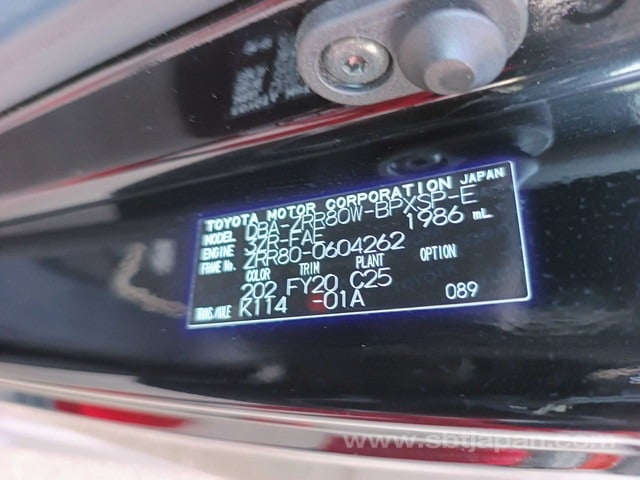 TOYOTA MOTOR CORPORATION JAPAN
MODEL DBA-ZRR80W-BPXSP-E
ENGINE 3ZR-FAE 1986 mL
FRAME No. ZRR80-0604262
COLOR TRIM PLANT OPTION
202 FY20 C25
TRANS./AXLE K114 -01A 089
www.sbtjapan.com